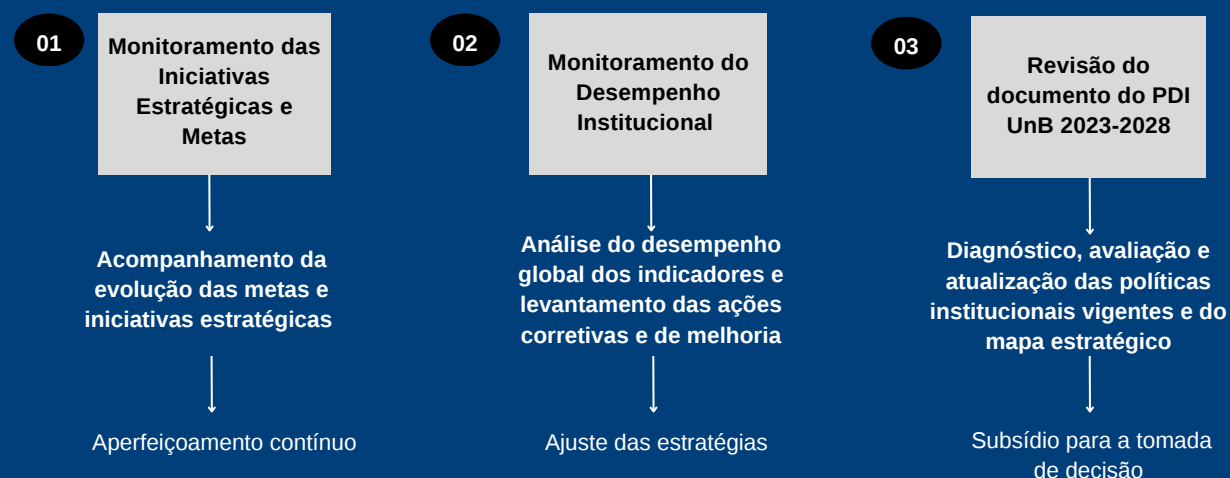 01
Monitoramento das
Iniciativas
Estratégicas e
Metas
Acompanhamento da
evolução das metas e
iniciativas estratégicas
Aperfeiçoamento contínuo
02
Monitoramento do
Desempenho
Institucional
Análise do desempenho
global dos indicadores e
levantamento das ações
corretivas e de melhoria
Ajuste das estratégias
03
Revisão do
documento do PDI
UnB 2023-2028
Diagnóstico, avaliação e
atualização das políticas
institucionais vigentes e do
mapa estratégico
Subsídio para a tomada
de decisão